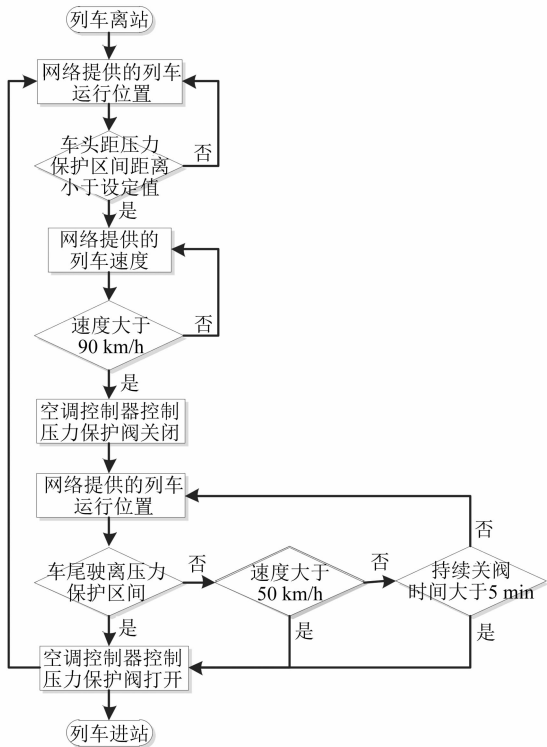 列车离站
网络提供的列车
运行位置
车头距压力
保护区间距离
小于设定值
否
是
网络提供的
列车速度
速度大于
90 km/h
否
是
空调控制器控制
压力保护阀关闭
网络提供的列车
运行位置
否
车尾驶离压力
保护区间
否
速度大于
50 km/h
否
持续关阀
时间大于5 min
是
是
是
空调控制器控制
压力保护阀打开
列车进站